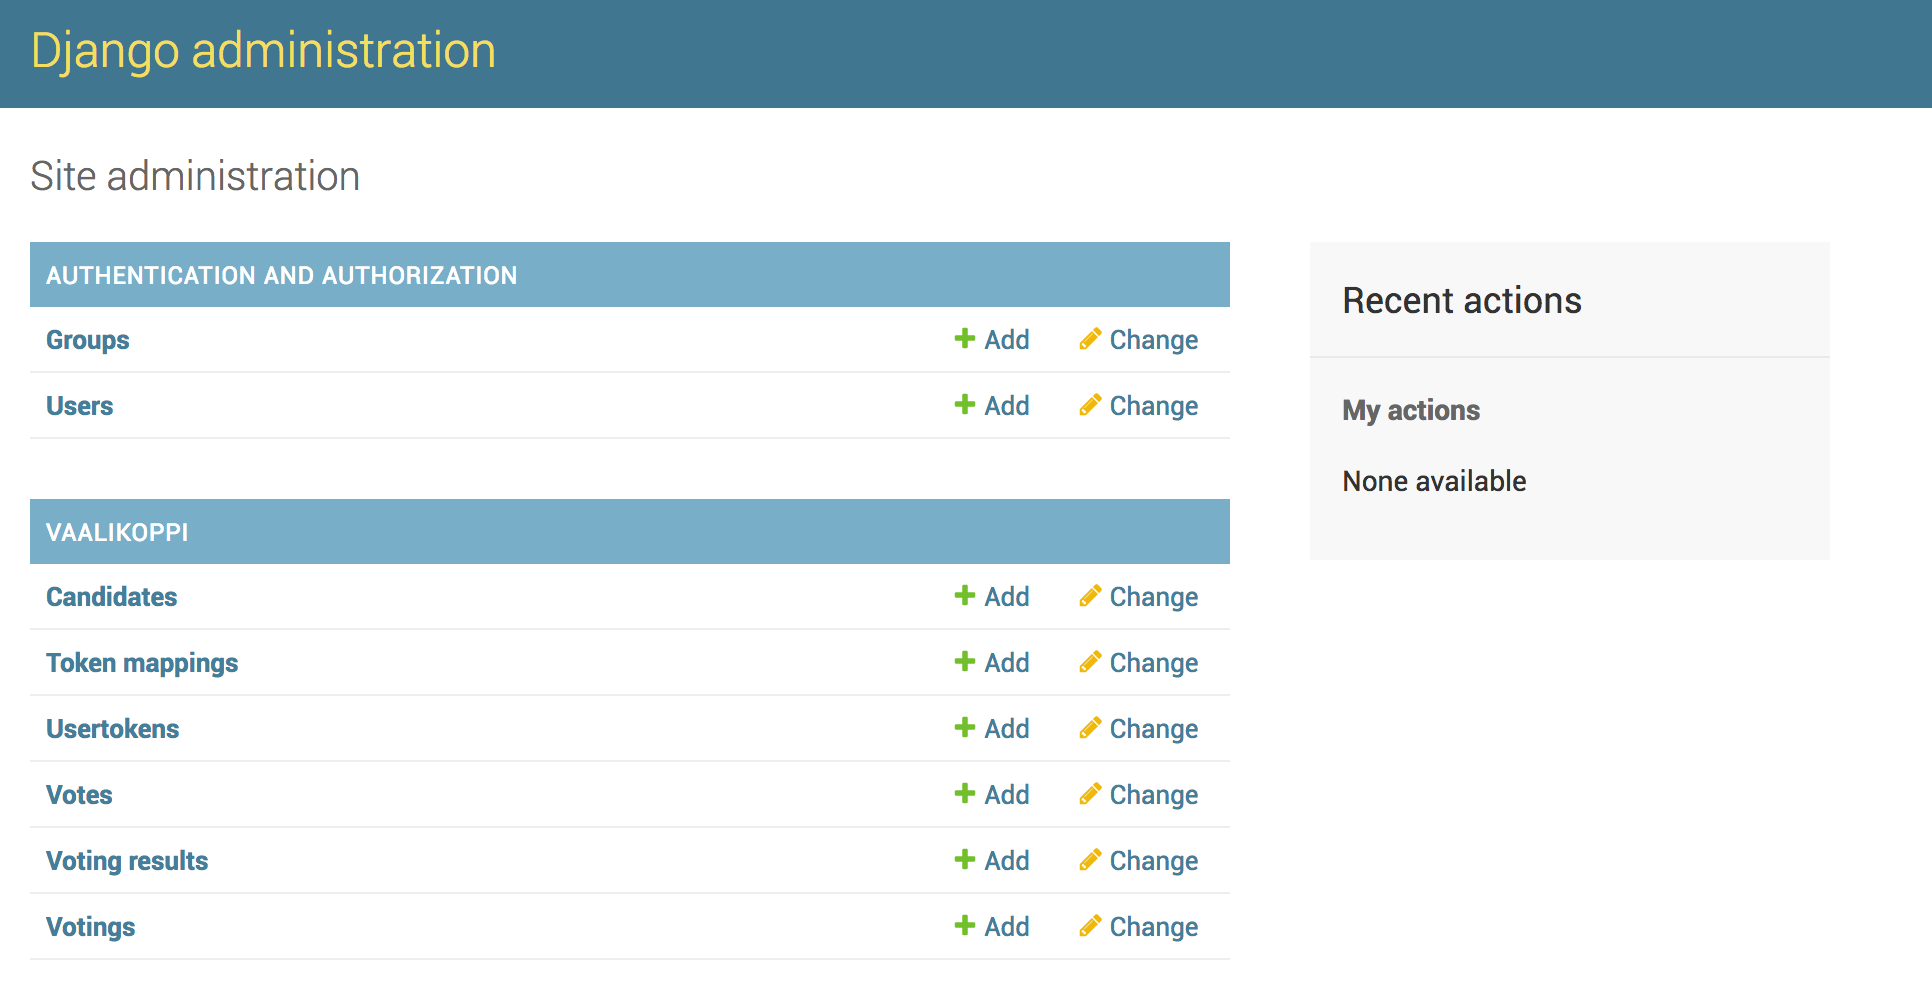 Django administration
Site administration
AUTHENTICATION AND AUTHORIZATION
Groups Add Change
Users Add Change
VAALIKOPPI
Candidates Add Change
Token mappings Add Change
Usertokens Add Change
Votes Add Change
Voting results Add Change
Votings Add Change
Recent actions
My actions
None available